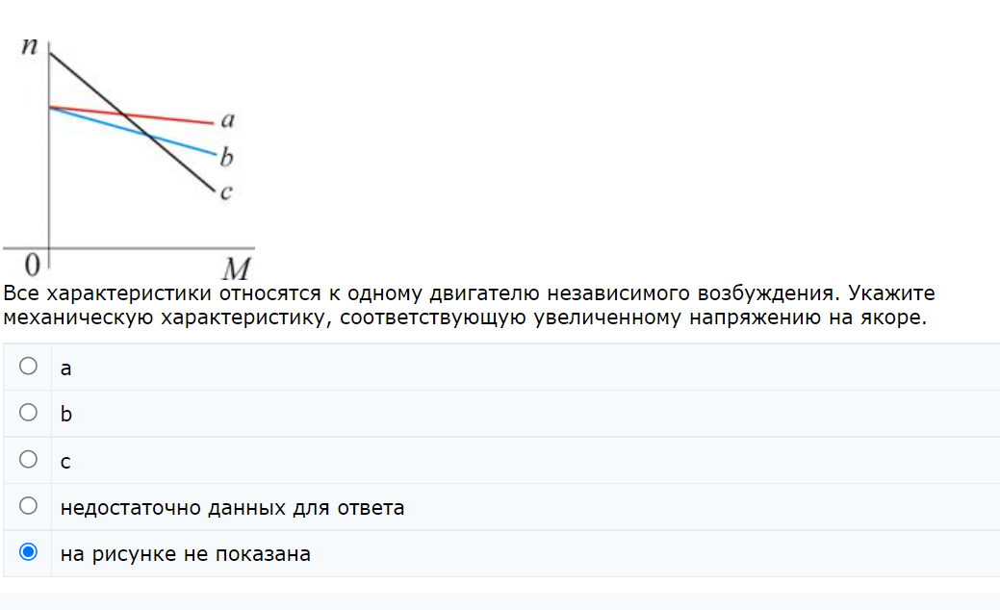 n
a
b
c
0
M
Все характеристики относятся к одному двигателю независимого возбуждения. Укажите
механическую характеристику, соответствующую увеличенному напряжению на якоре.
a
b
c
недостаточно данных для ответа
на рисунке не показана